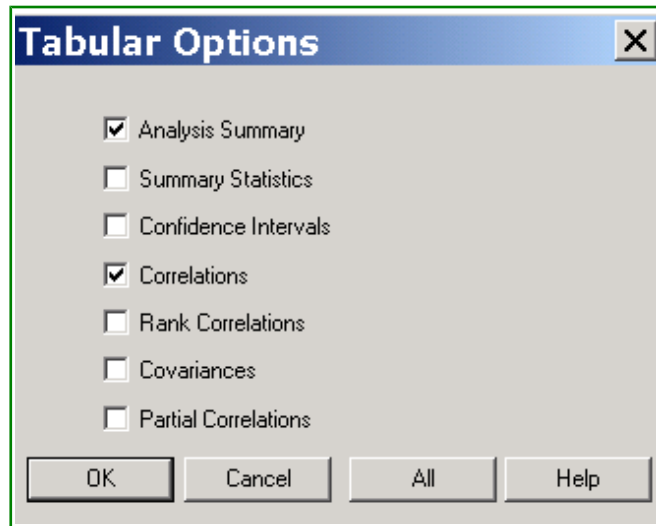 Tabular Options
Analysis Summary
Summary Statistics
Confidence Intervals
Correlations
Rank Correlations
Covariances
Partial Correlations
OK Cancel All Help